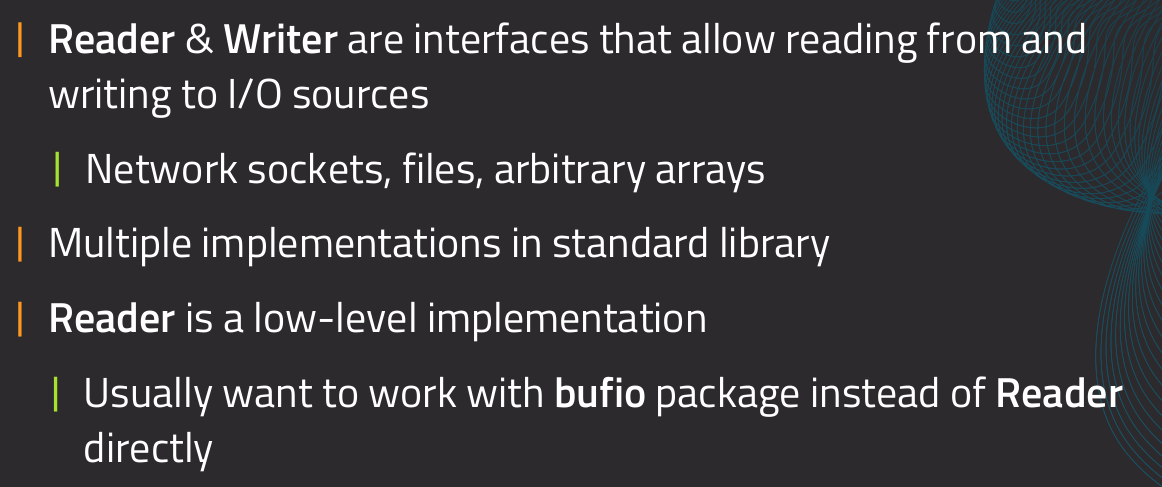 Reader & Writer are interfaces that allow reading from and
writing to I/O sources
Network sockets, files, arbitrary arrays
Multiple implementations in standard library
Reader is a low-level implementation
Usually want to work with bufio package instead of Reader
directly